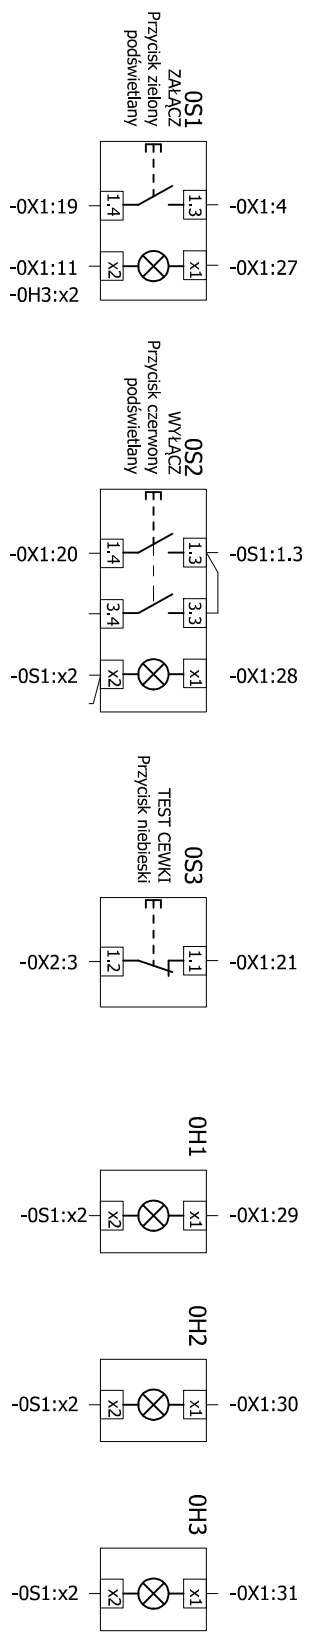 0S1
ZAŁĄCZ
Przycisk zielony
podświetlany
-0X1:19
1.4
1.3
-0X1:4
-0X1:11
-0H3:x2
x2
x1
-0X1:27
0S2
WYŁĄCZ
Przycisk czerwony
podświetlany
-0X1:20
1.4
1.3
-0S1:1.3
3.4
3.3
-0S1:x2
x2
x1
-0X1:28
0S3
TEST CEWKI
Przycisk niebieski
-0X2:3
1.2
1.1
-0X1:21
0H1
-0S1:x2
x2
x1
-0X1:29
0H2
-0S1:x2
x2
x1
-0X1:30
0H3
-0S1:x2
x2
x1
-0X1:31